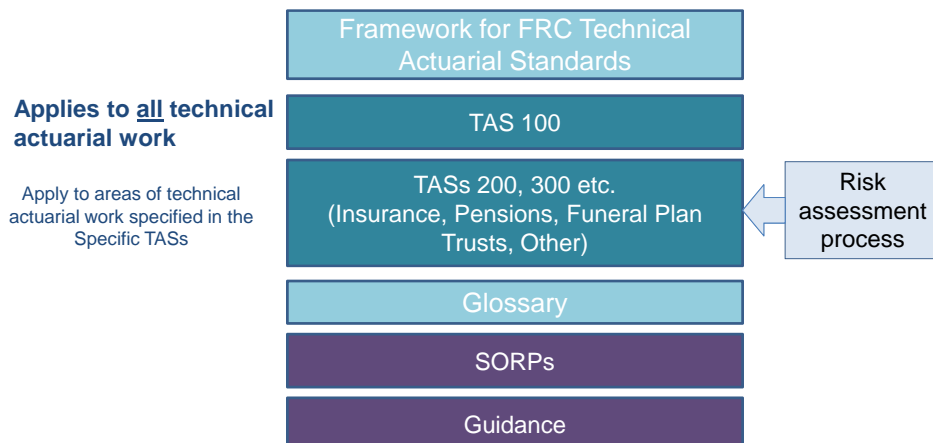 Framework for FRC Technical
Actuarial Standards
Applies to all technical
actuarial work
TAS 100
Apply to areas of technical
actuarial work specified in the
Specific TASs
TASs 200, 300 etc.
(Insurance, Pensions, Funeral Plan
Trusts, Other)
Risk
assessment
process
Glossary
SORPs
Guidance